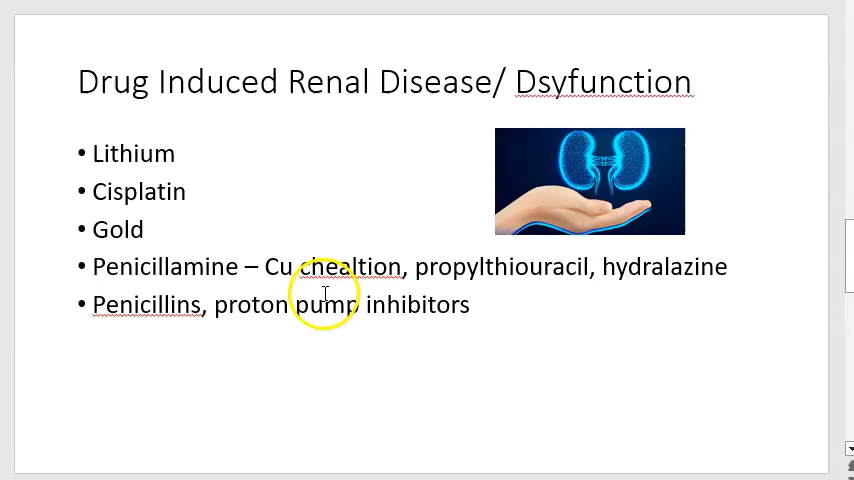 Drug Induced Renal Disease/ Dsyfunction
• Lithium
• Cisplatin
• Gold
• Penicillamine – Cu chealtion, propylthiouracil, hydralazine
• Penicillins, proton pump inhibitors